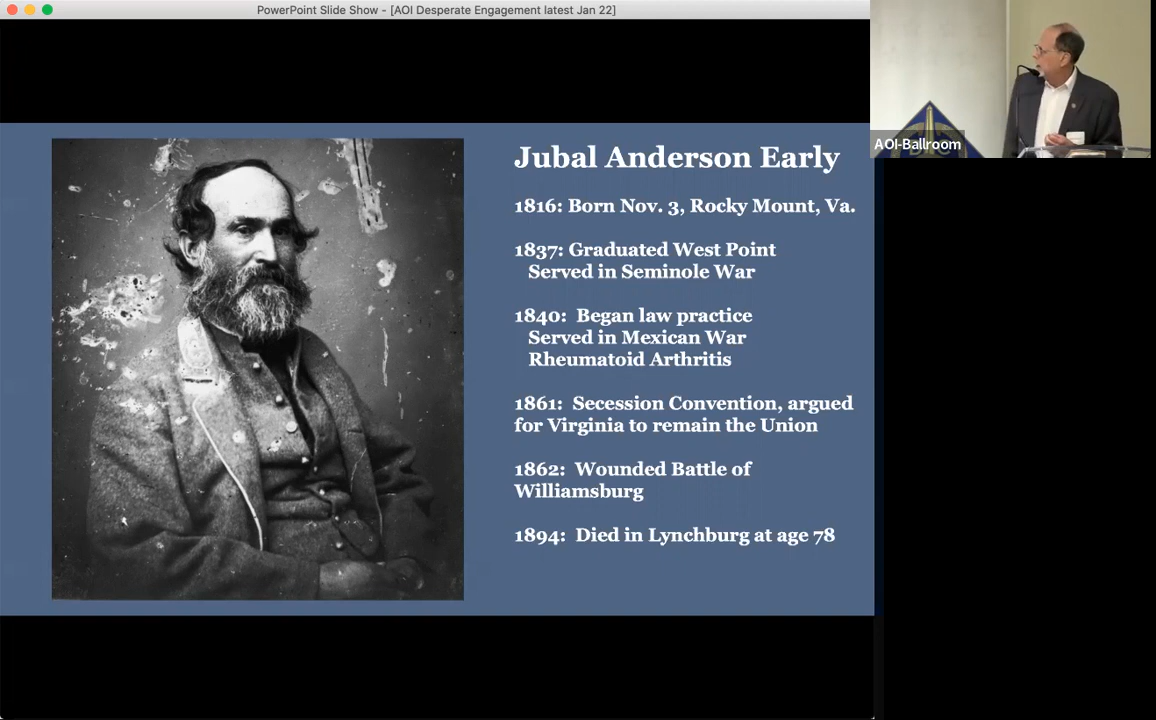 PowerPoint Slide Show - [AOI Desperate Engagement latest Jan 22]
Jubal Anderson Early
1816: Born Nov. 3, Rocky Mount, Va.
1837: Graduated West Point
Served in Seminole War
1840: Began law practice
Served in Mexican War
Rheumatoid Arthritis
1861: Secession Convention, argued
for Virginia to remain the Union
1862: Wounded Battle of
Williamsburg
1894: Died in Lynchburg at age 78
AOI-Ballroom